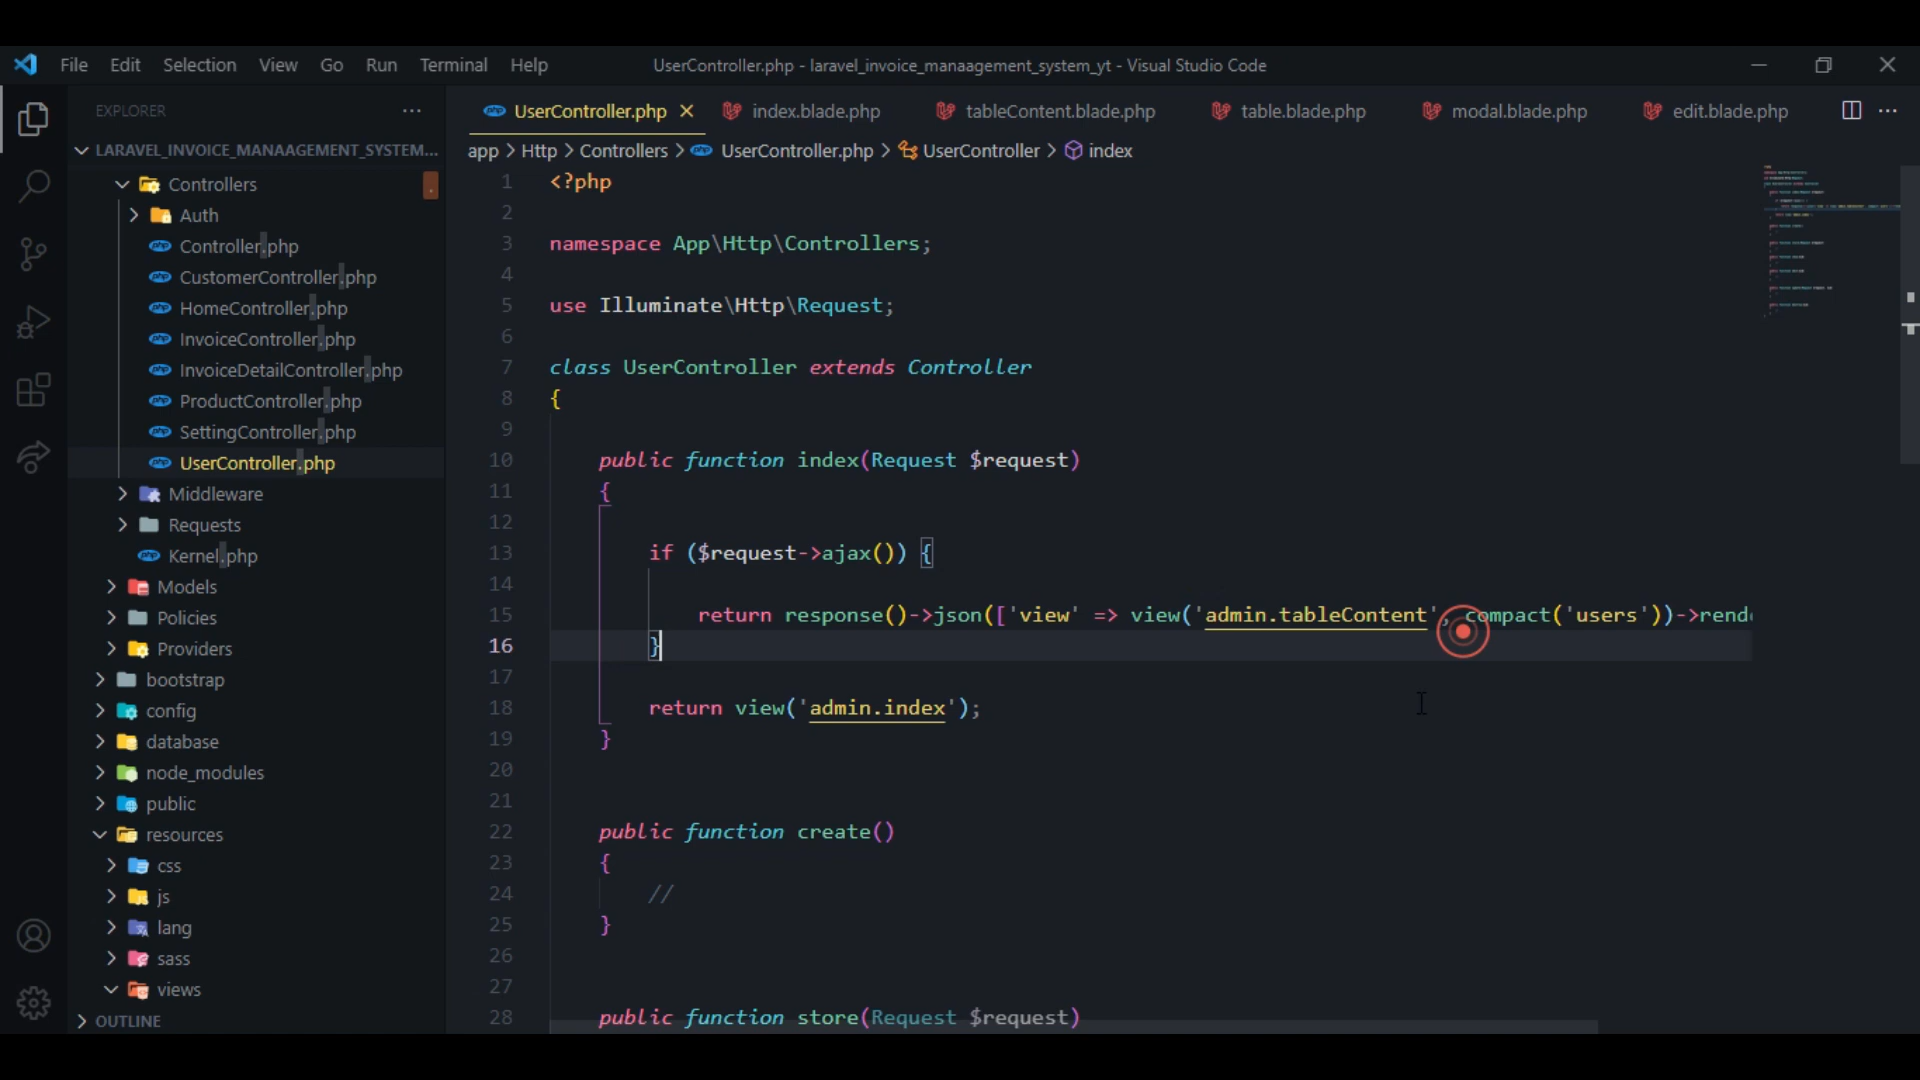 File Edit Selection View Go Run Terminal Help
UserController.php - laravel_invoice_manaagement_system_yt - Visual Studio Code
EXPLORER
LARAVEL_INVOICE_MANAAGEMENT_SYSTEM...
Controllers
Auth
Controller.php
CustomerController.php
HomeController.php
InvoiceController.php
InvoiceDetailController.php
ProductController.php
SettingController.php
UserController.php
Middleware
Requests
Kernel.php
Models
Policies
Providers
bootstrap
config
database
node_modules
public
resources
css
js
lang
sass
views
OUTLINE
UserController.php index.blade.php tableContent.blade.php table.blade.php modal.blade.php edit.blade.php
app > Http > Controllers > UserController.php > UserController > index
1 <?php
2
3 namespace App\Http\Controllers;
4
5 use Illuminate\Http\Request;
6
7 class UserController extends Controller
8 {
9
10 public function index(Request $request)
11 {
12
13 if ($request->ajax()) {
14
15 return response()->json(['view' => view('admin.tableContent', compact('users'))->rend
16 }
17
18 return view('admin.index');
19 }
20
21
22 public function create()
23 {
24 //
25 }
26
27
28 public function store(Request $request)